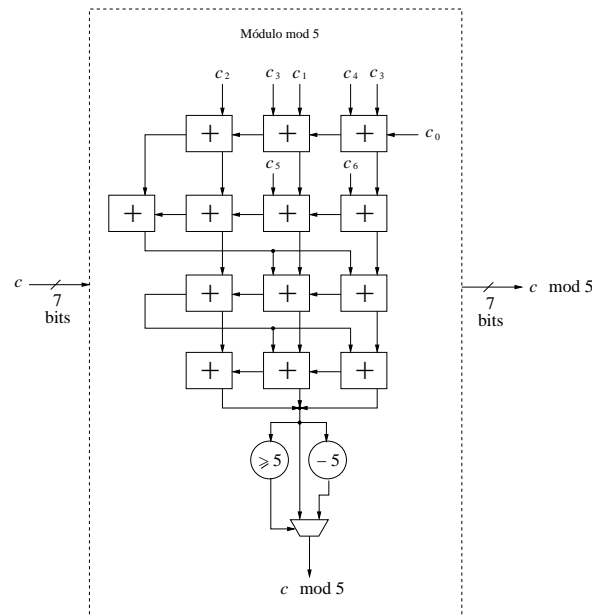 Módulo mod 5
c₂ c₃ c₁ c₄ c₃
+ + + c₀
c₅ c₆
+ + + +
c 7 bits
+ + +
7 bits c mod 5
+ + +
⩾ 5 − 5
c mod 5